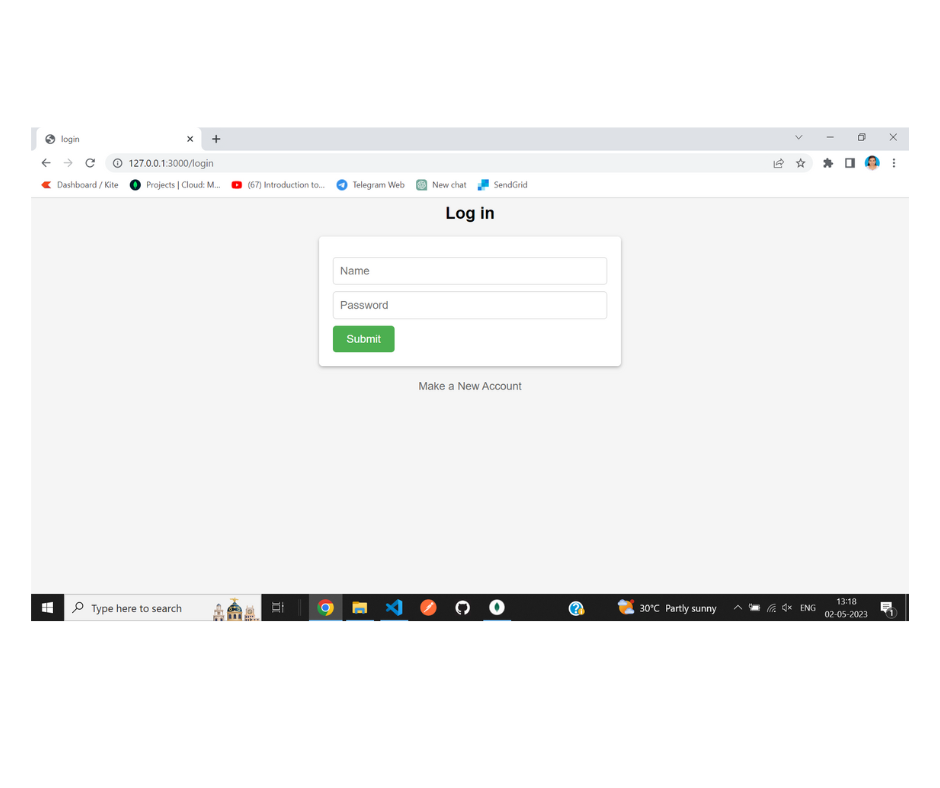 login
127.0.0.1:3000/login
Dashboard / Kite Projects | Cloud: M... (67) Introduction to... Telegram Web New chat SendGrid
Log in
Name
Password
Submit
Make a New Account
Type here to search
30°C Partly sunny
ENG
13:18
02-05-2023
1